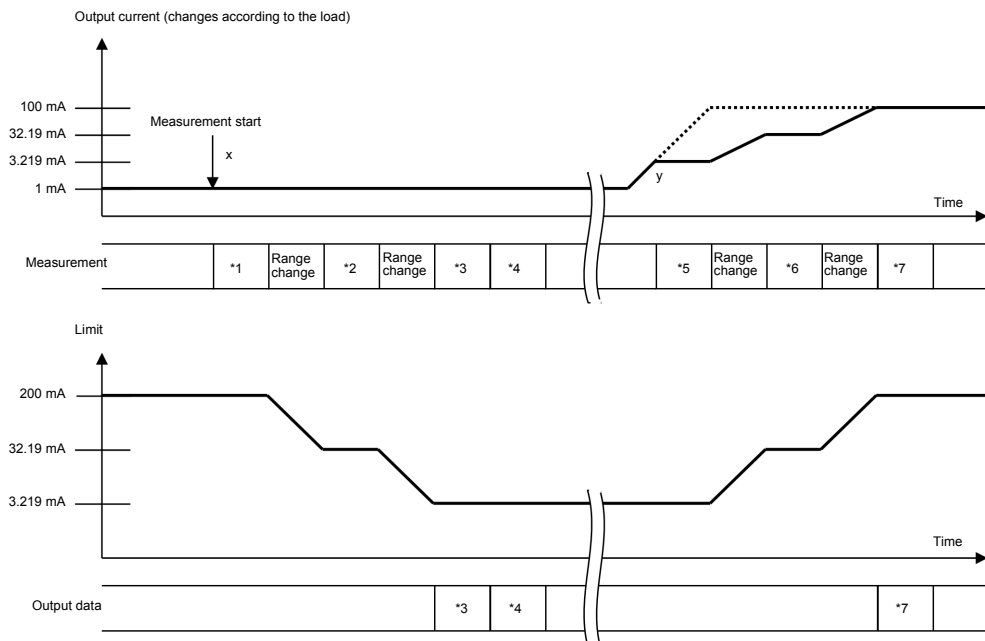 Output current (changes according to the load)
100 mA
32.19 mA
3.219 mA
1 mA
Measurement start
x
y
Time
Measurement
*1
Range change
*2
Range change
*3
*4
*5
Range change
*6
Range change
*7
Limit
200 mA
32.19 mA
3.219 mA
Time
Output data
*3
*4
*7